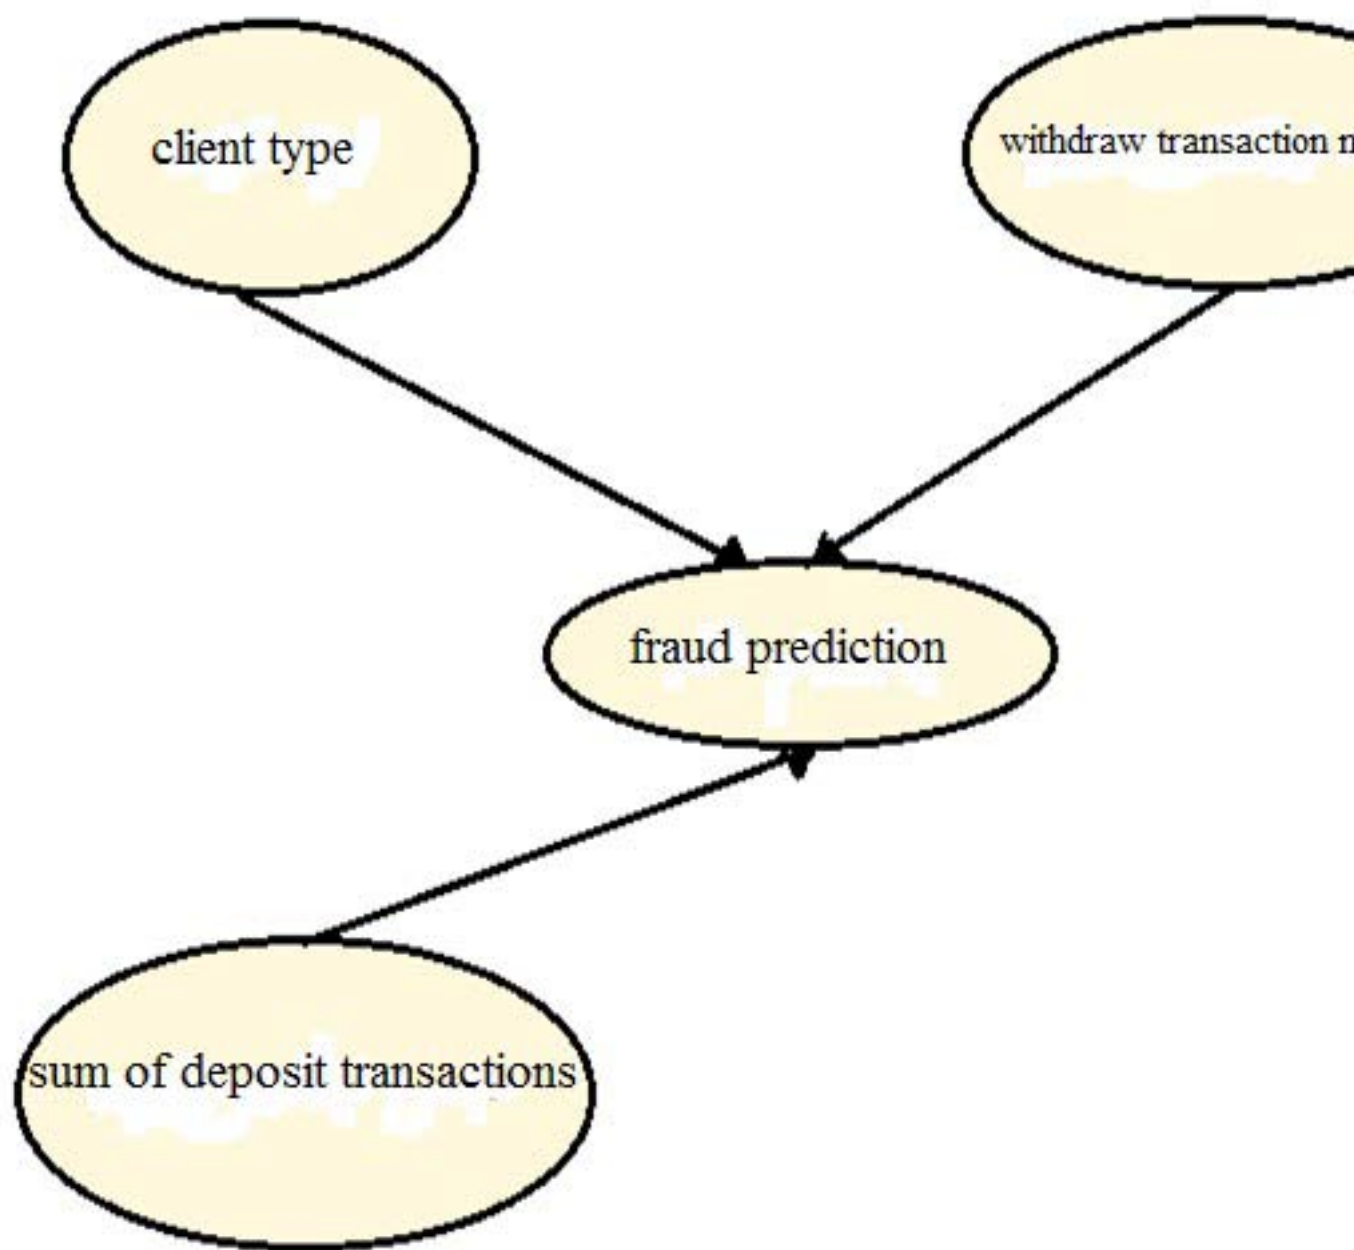 client type
withdraw transaction
fraud prediction
sum of deposit transactions